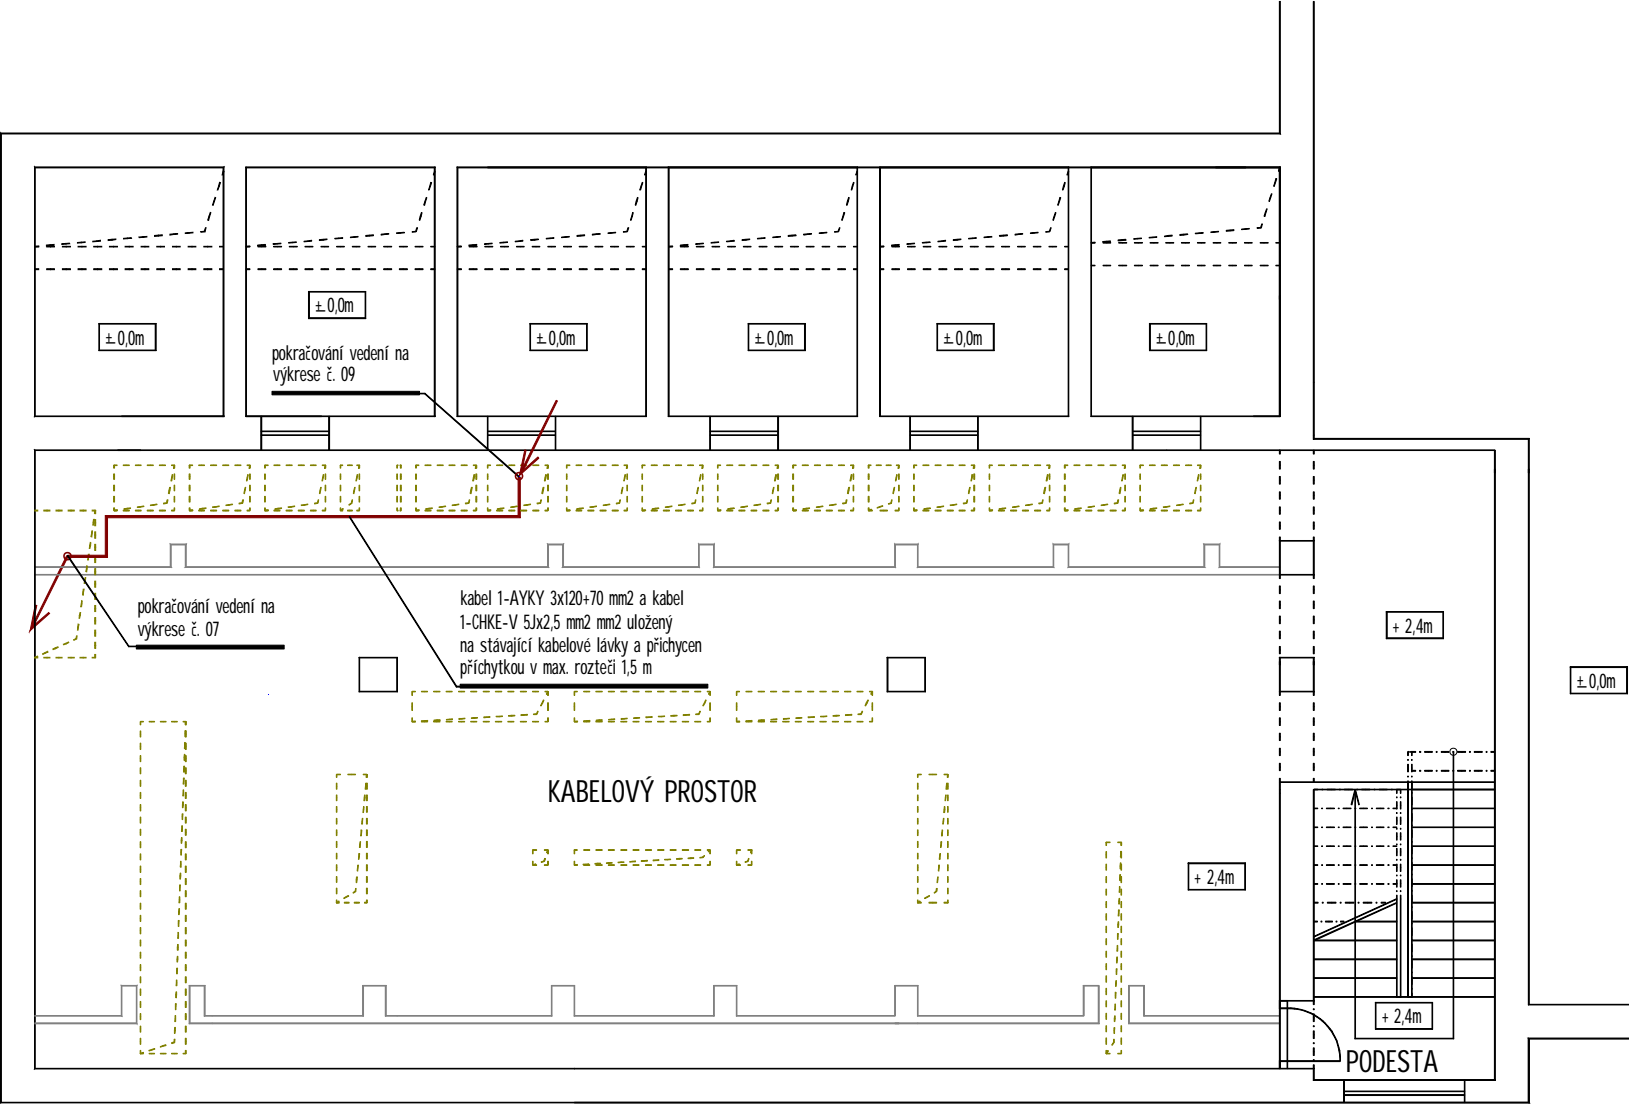 ±0,0m
±0,0m
±0,0m
±0,0m
±0,0m
±0,0m
pokračování vedení na
výkrese č. 09
pokračování vedení na
výkrese č. 07
kabel 1-AYKY 3x120+70 mm2 a kabel
1-CHKE-V 5Jx2,5 mm2 mm2 uložený
na stávající kabelové lávky a přichycen
příchytkou v max. rozteči 1,5 m
+ 2,4m
±0,0m
KABELOVÝ PROSTOR
+ 2,4m
+ 2,4m
PODESTA